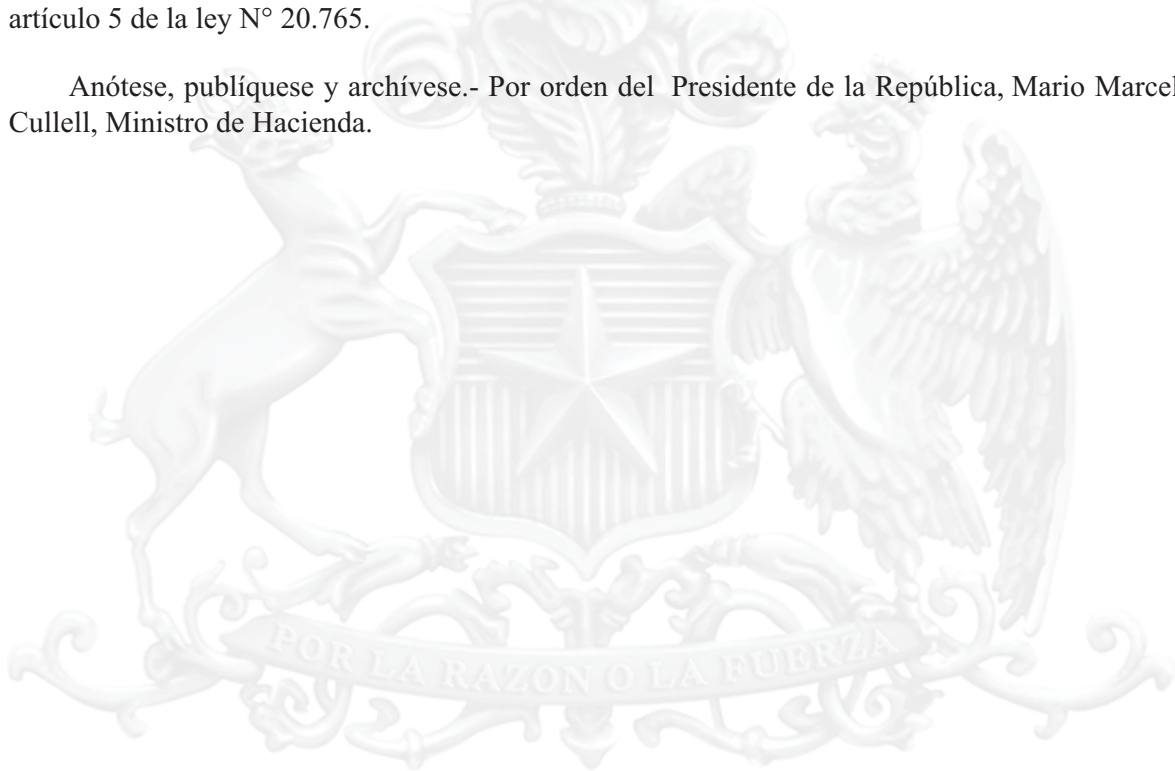 artículo 5 de la ley N° 20.765.
Anótese, publíquese y archívese.- Por orden del Presidente de la República, Mario Marcel
Cullell, Ministro de Hacienda.
POR LA RAZON O LA FUERZA